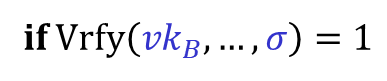 if Vrfy(vk_B, …, σ) = 1